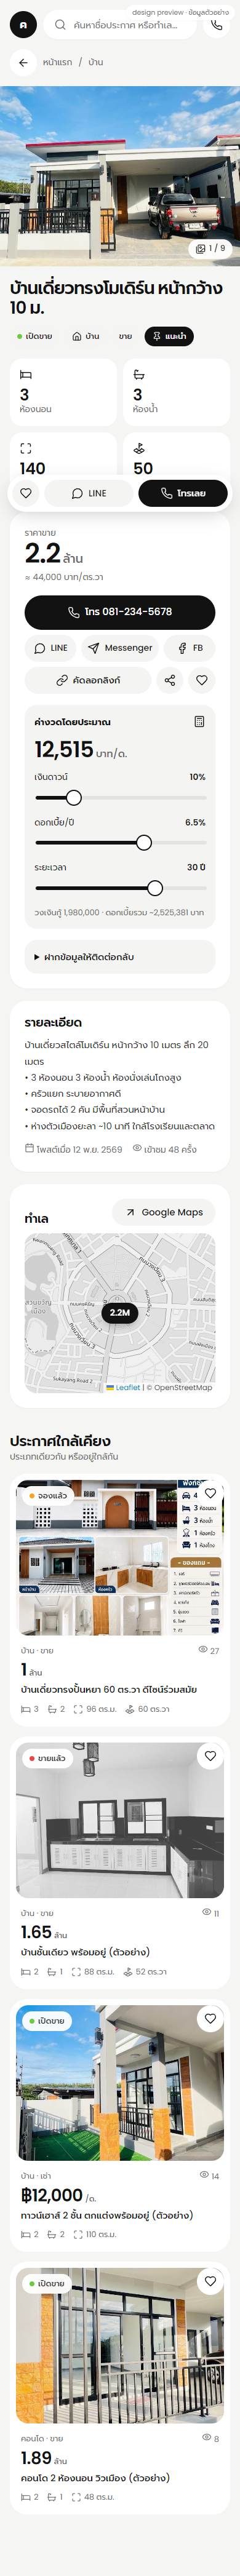 design preview · ข้อมูลตัวอย่าง
ค
ค้นหาชื่อประกาศ หรือทำเล...
หน้าแรก / บ้าน
1 / 9
บ้านเดี่ยวทรงโมเดิร์น หน้ากว้าง
10 ม.
เปิดขาย
บ้าน
ขาย
แนะนำ
3
ห้องนอน
3
ห้องน้ำ
140
50
LINE
โทรเลย
ราคาขาย
2.2 ล้าน
≈ 44,000 บาท/ตร.วา
โทร 081-234-5678
LINE
Messenger
FB
คัดลอกลิงก์
ค่างวดโดยประมาณ
12,515 บาท/ด.
เงินดาวน์ 10%
ดอกเบี้ย/ปี 6.5%
ระยะเวลา 30 ปี
วงเงินกู้ 1,980,000 · ดอกเบี้ยรวม ~2,525,381 บาท
ฝากข้อมูลให้ติดต่อกลับ
รายละเอียด
บ้านเดี่ยวสไตล์โมเดิร์น หน้ากว้าง 10 เมตร ลึก 20
เมตร
• 3 ห้องนอน 3 ห้องน้ำ ห้องนั่งเล่นโถงสูง
• ครัวแยก ระบายอากาศดี
• จอดรถได้ 2 คัน มีพื้นที่สวนหน้าบ้าน
• ห่างตัวเมืองยะลา ~10 นาที ใกล้โรงเรียนและตลาด
โพสต์เมื่อ 12 พ.ย. 2569
เข้าชม 48 ครั้ง
ทำเล
Google Maps
2.2M
Sukayang Road 2
Leaflet | © OpenStreetMap
ประกาศใกล้เคียง
ประเภทเดียวกัน หรืออยู่ใกล้กัน
จองแล้ว
4
3 ห้องนอน
3 ห้องน้ำ
1 ห้องครัว
1 ห้องโถง
บ้าน · ขาย
27
1 ล้าน
บ้านเดี่ยวทรงปั้นหยา 60 ตร.วา ดีไซน์ร่วมสมัย
3 2 96 ตร.ม. 60 ตร.วา
ขายแล้ว
บ้าน · ขาย
11
1.65 ล้าน
บ้านชั้นเดียว พร้อมอยู่ (ตัวอย่าง)
2 1 88 ตร.ม. 52 ตร.วา
เปิดขาย
บ้าน · เช่า
14
฿12,000 /ด.
ทาวน์เฮาส์ 2 ชั้น ตกแต่งพร้อมอยู่ (ตัวอย่าง)
2 2 110 ตร.ม.
เปิดขาย
คอนโด · ขาย
8
1.89 ล้าน
คอนโด 2 ห้องนอน วิวเมือง (ตัวอย่าง)
2 1 48 ตร.ม.